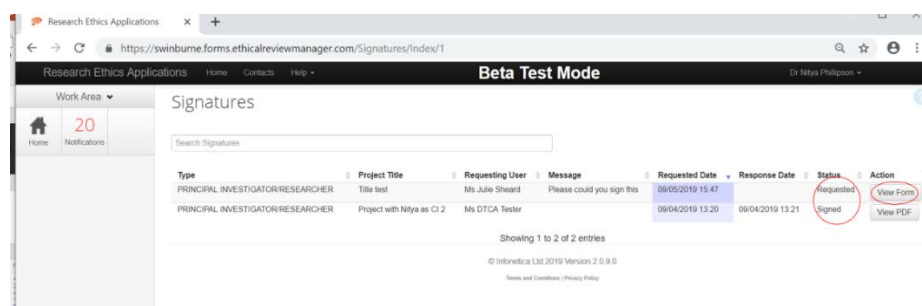 Research Ethics Applications
https://swinburne.forms.ethicalreviewmanager.com/Signatures/Index/1
Research Ethics Applications Home Contacts Help Beta Test Mode Dr Nitya Phillipson
Work Area Signatures
20
Home Notifications
Search Signatures
Type Project Title Requesting User Message Requested Date Response Date Status Action
PRINCIPAL INVESTIGATOR/RESEARCHER Title test Ms Julie Sheard Please could you sign this 09/05/2019 15:47 Requested View Form
PRINCIPAL INVESTIGATOR/RESEARCHER Project with Nitya as CI 2 Ms DTCA Tester 09/04/2019 13:20 09/04/2019 13:21 Signed View PDF
Showing 1 to 2 of 2 entries
© Infonetica Ltd 2019 Version 2.0.9.0
Terms and Conditions | Privacy Policy